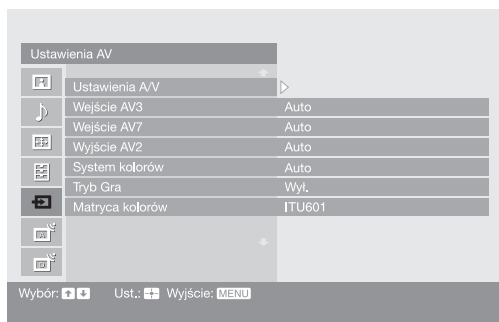 Ustawienia AV
Ustawienia A/V
Wejście AV3 Auto
Wejście AV7 Auto
Wyjście AV2 Auto
System kolorów Auto
Tryb Gra Wył.
Matryca kolorów ITU601
Wybór: Ust.: Wyjście: MENU